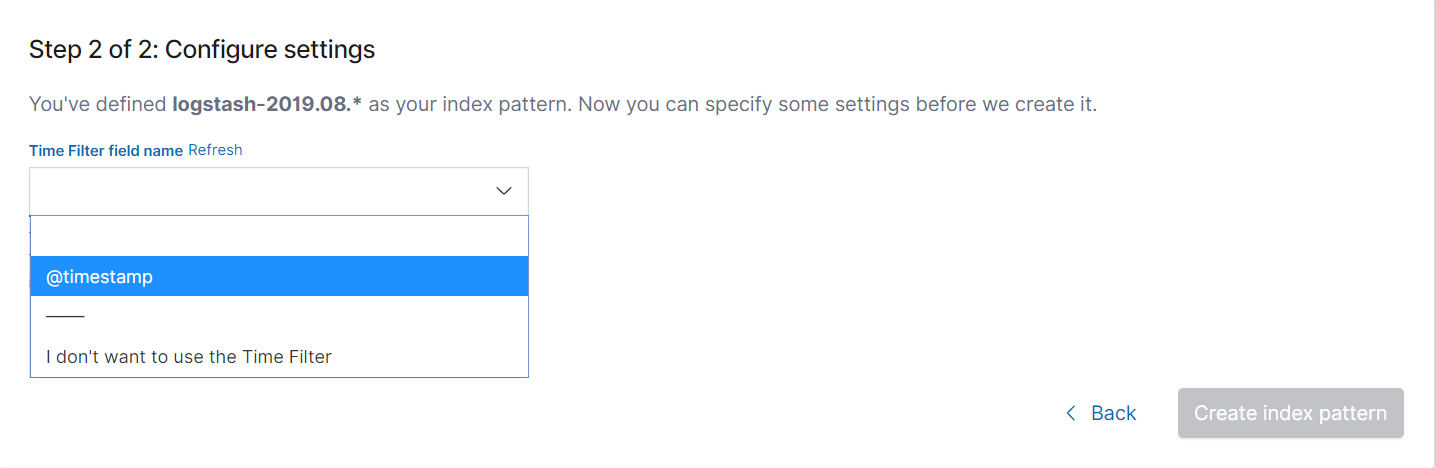 Step 2 of 2: Configure settings
You've defined logstash-2019.08.* as your index pattern. Now you can specify some settings before we create it.
Time Filter field name Refresh
@timestamp
——
I don't want to use the Time Filter
Back
Create index pattern